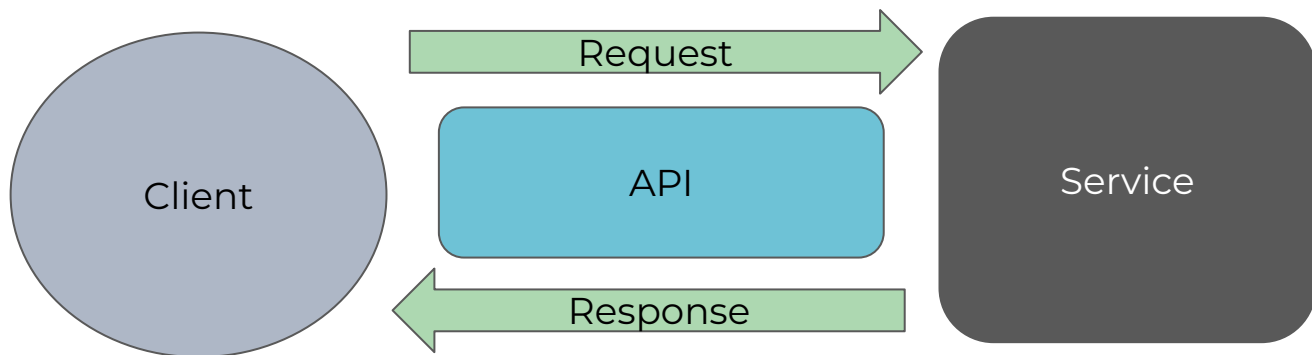 Request
Client
API
Service
Response